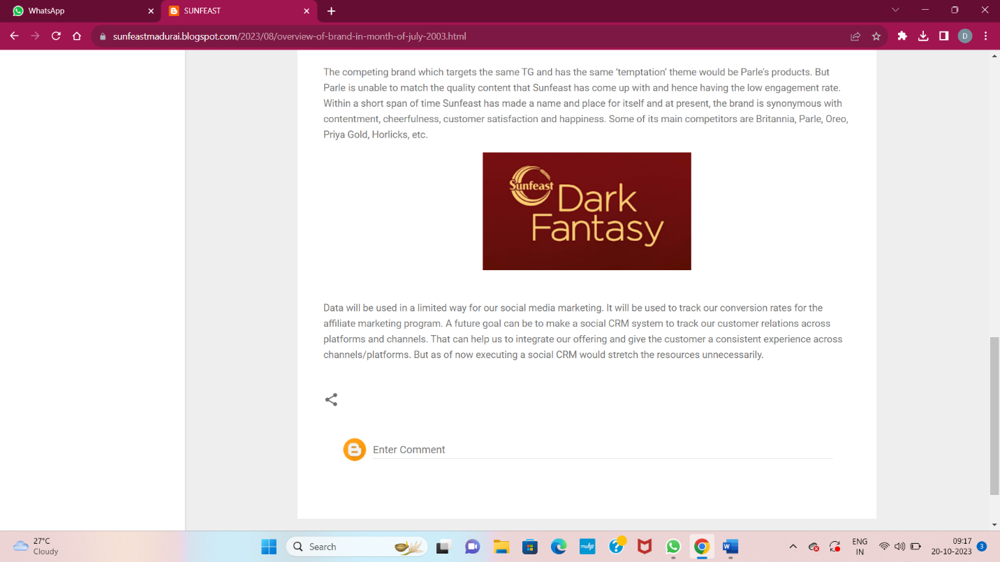 WhatsApp
SUNFEAST
sunfeastmadurai.blogspot.com/2023/08/overview-of-brand-in-month-of-july-2003.html
D
The competing brand which targets the same TG and has the same ‘temptation’ theme would be Parle's products. But
Parle is unable to match the quality content that Sunfeast has come up with and hence having the low engagement rate.
Within a short span of time Sunfeast has made a name and place for itself and at present, the brand is synonymous with
contentment, cheerfulness, customer satisfaction and happiness. Some of its main competitors are Britannia, Parle, Oreo,
Priya Gold, Horlicks, etc.
Sunfeast
Dark
Fantasy
Data will be used in a limited way for our social media marketing. It will be used to track our conversion rates for the
affiliate marketing program. A future goal can be to make a social CRM system to track our customer relations across
platforms and channels. That can help us to integrate our offering and give the customer a consistent experience across
channels/platforms. But as of now executing a social CRM would stretch the resources unnecessarily.
Enter Comment
27°C
Cloudy
Search
myhp
W
ENG
IN
09:17
20-10-2023
3